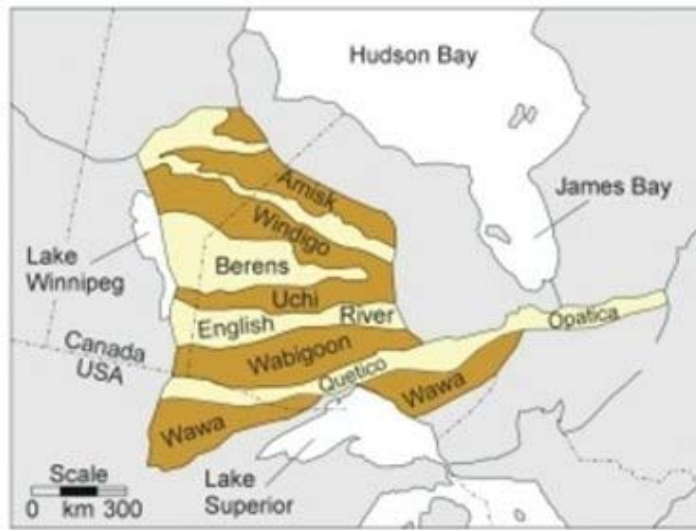 Hudson Bay
James Bay
Arnisk
Windigo
Lake
Winnipeg
Berens
Uchi
English River
Opatica
Wabigoon
Canada
USA
Quetico
Wawa
Wawa
Lake
Superior
Scale
0 km 300